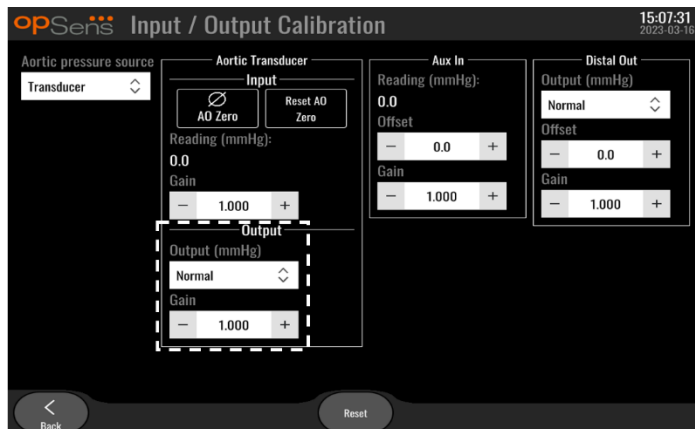 opSens Input / Output Calibration
15:07:31
2023-03-16
Aortic pressure source
Transducer
Aortic Transducer
Input
AO Zero
Reset AO
Zero
Reading (mmHg):
0.0
Gain
− 1.000 +
Output
Output (mmHg)
Normal
Gain
− 1.000 +
Aux In
Reading (mmHg):
0.0
Offset
− 0.0 +
Gain
− 1.000 +
Distal Out
Output (mmHg)
Normal
Offset
− 0.0 +
Gain
− 1.000 +
Back
Reset